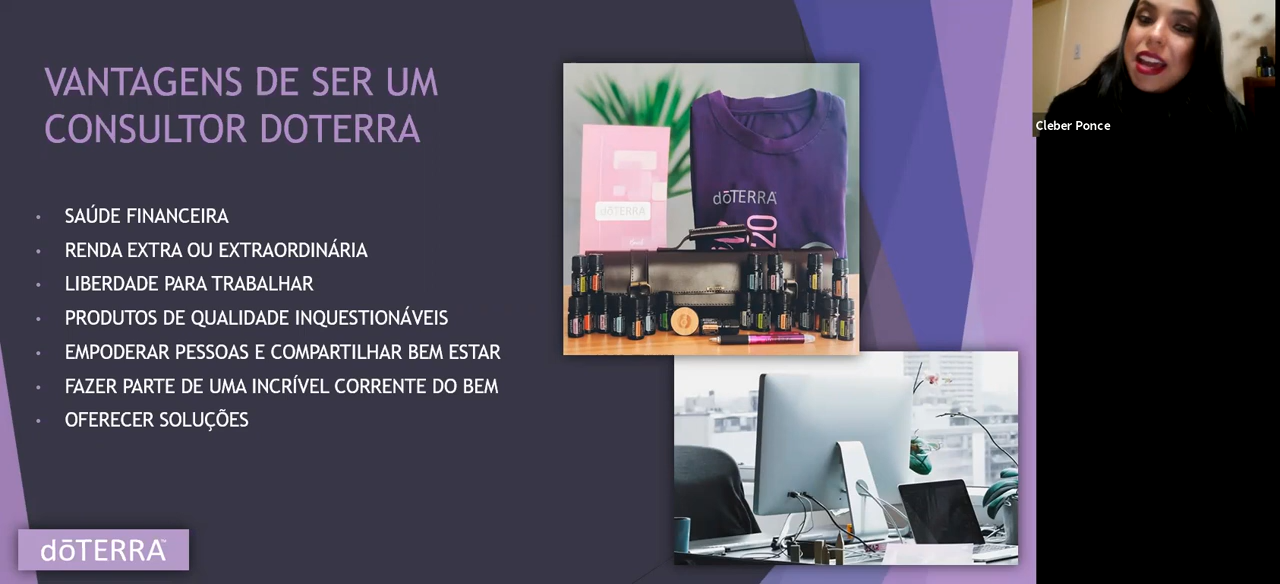 VANTAGENS DE SER UM
CONSULTOR DOTERRA
• SAÚDE FINANCEIRA
• RENDA EXTRA OU EXTRAORDINÁRIA
• LIBERDADE PARA TRABALHAR
• PRODUTOS DE QUALIDADE INQUESTIONÁVEIS
• EMPODERAR PESSOAS E COMPARTILHAR BEM ESTAR
• FAZER PARTE DE UMA INCRÍVEL CORRENTE DO BEM
• OFERECER SOLUÇÕES
dōTERRA
dōTERRA
dōTERRA
Cleber Ponce